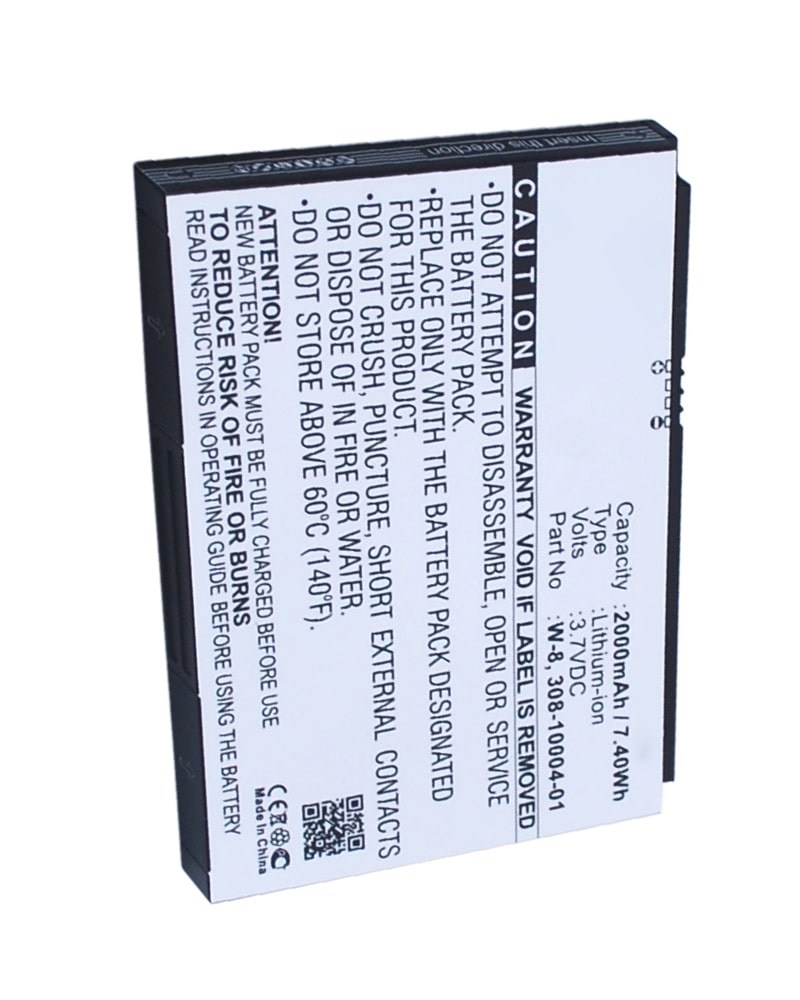 Insert this direction
Capacity :2000mAh / 7.40Wh
Type :Lithium-ion
Volts :3.7VDC
Part No :W-8, 308-10004-01
CAUTION WARRANTY VOID IF LABEL IS REMOVED
•DO NOT ATTEMPT TO DISASSEMBLE, OPEN OR SERVICE
THE BATTERY PACK.
•REPLACE ONLY WITH THE BATTERY PACK DESIGNATED
FOR THIS PRODUCT.
•DO NOT CRUSH, PUNCTURE, SHORT EXTERNAL CONTACTS
OR DISPOSE OF IN FIRE OR WATER.
•DO NOT STORE ABOVE 60°C (140°F).
ATTENTION!
NEW BATTERY PACK MUST BE FULLY CHARGED BEFORE USE
TO REDUCE RISK OF FIRE OR BURNS
READ INSTRUCTIONS IN OPERATING GUIDE BEFORE USING THE BATTERY
CE
Made In China